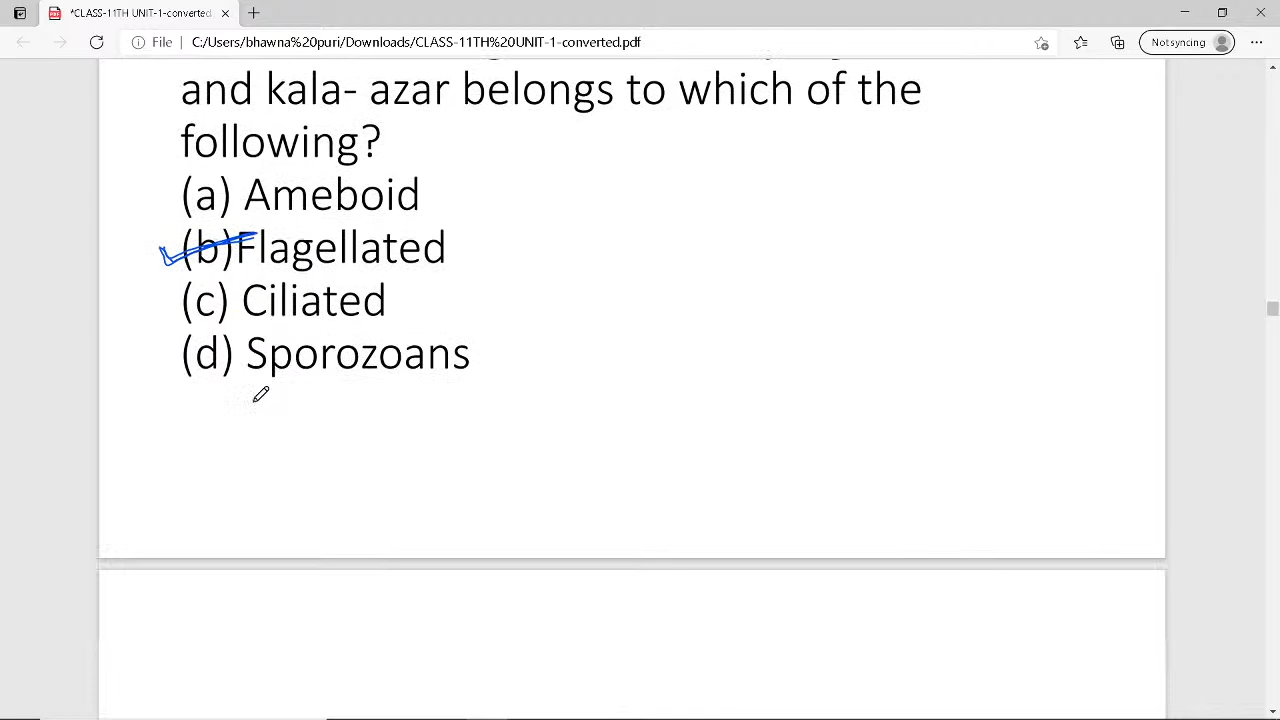 *CLASS-11TH UNIT-1-converted
File | C:/Users/bhawna%20puri/Downloads/CLASS-11TH%20UNIT-1-converted.pdf
Not syncing
and kala- azar belongs to which of the
following?
(a) Ameboid
(b)Flagellated
(c) Ciliated
(d) Sporozoans